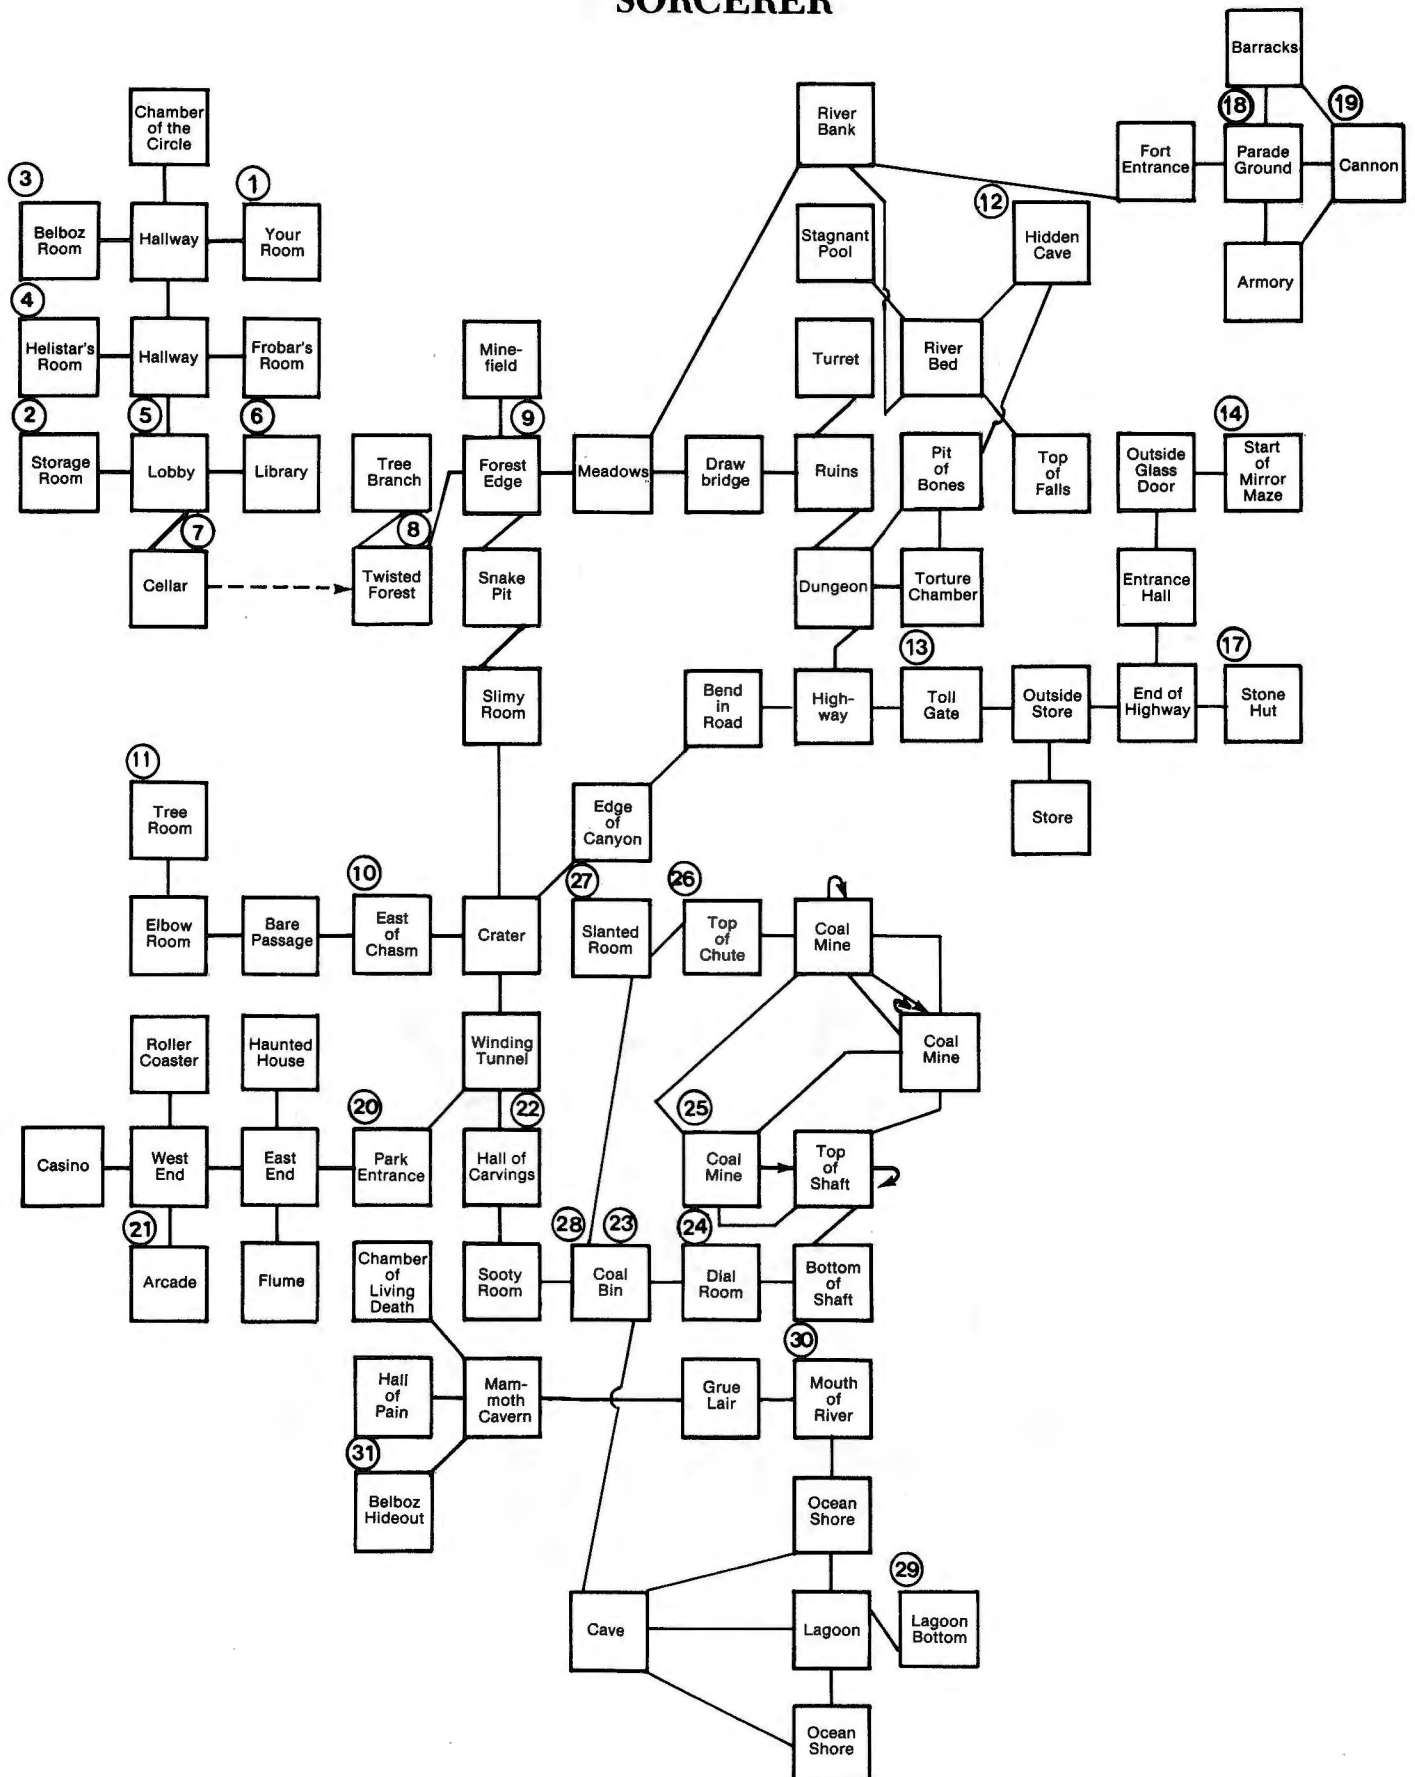 SORCERER
Barracks
18
19
Chamber
of the
Circle
River
Bank
Fort
Entrance
Parade
Ground
Cannon
3
1
12
Belboz
Room
Hallway
Your
Room
Stagnant
Pool
Hidden
Cave
Armory
4
Helistar's
Room
Hallway
Frobar's
Room
Mine-
field
Turret
River
Bed
2
5
6
9
14
Storage
Room
Lobby
Library
Tree
Branch
Forest
Edge
Meadows
Draw
bridge
Ruins
Pit
of
Bones
Top
of
Falls
Outside
Glass
Door
Start
of
Mirror
Maze
7
8
Cellar
Twisted
Forest
Snake
Pit
Dungeon
Torture
Chamber
Entrance
Hall
13
17
Slimy
Room
Bend
in
Road
High-
way
Toll
Gate
Outside
Store
End of
Highway
Stone
Hut
11
Tree
Room
Edge
of
Canyon
Store
10
27
26
Elbow
Room
Bare
Passage
East
of
Chasm
Crater
Slanted
Room
Top
of
Chute
Coal
Mine
Roller
Coaster
Haunted
House
Winding
Tunnel
Coal
Mine
20
22
25
Casino
West
End
East
End
Park
Entrance
Hall of
Carvings
Coal
Mine
Top
of
Shaft
21
28
23
24
Arcade
Flume
Chamber
of
Living
Death
Sooty
Room
Coal
Bin
Dial
Room
Bottom
of
Shaft
30
Hall
of
Pain
Mam-
moth
Cavern
Grue
Lair
Mouth
of
River
31
Belboz
Hideout
Ocean
Shore
29
Cave
Lagoon
Lagoon
Bottom
Ocean
Shore